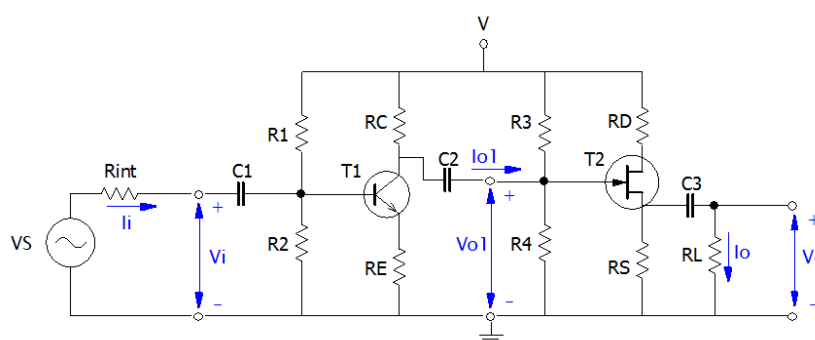 V
R1
RC
R3
RD
Rint
C1
T1
C2
Io1
T2
C3
Ii
+
+
+
VS
Vi
R2
RE
Vo1
R4
RS
RL
Io
V
-
-
-